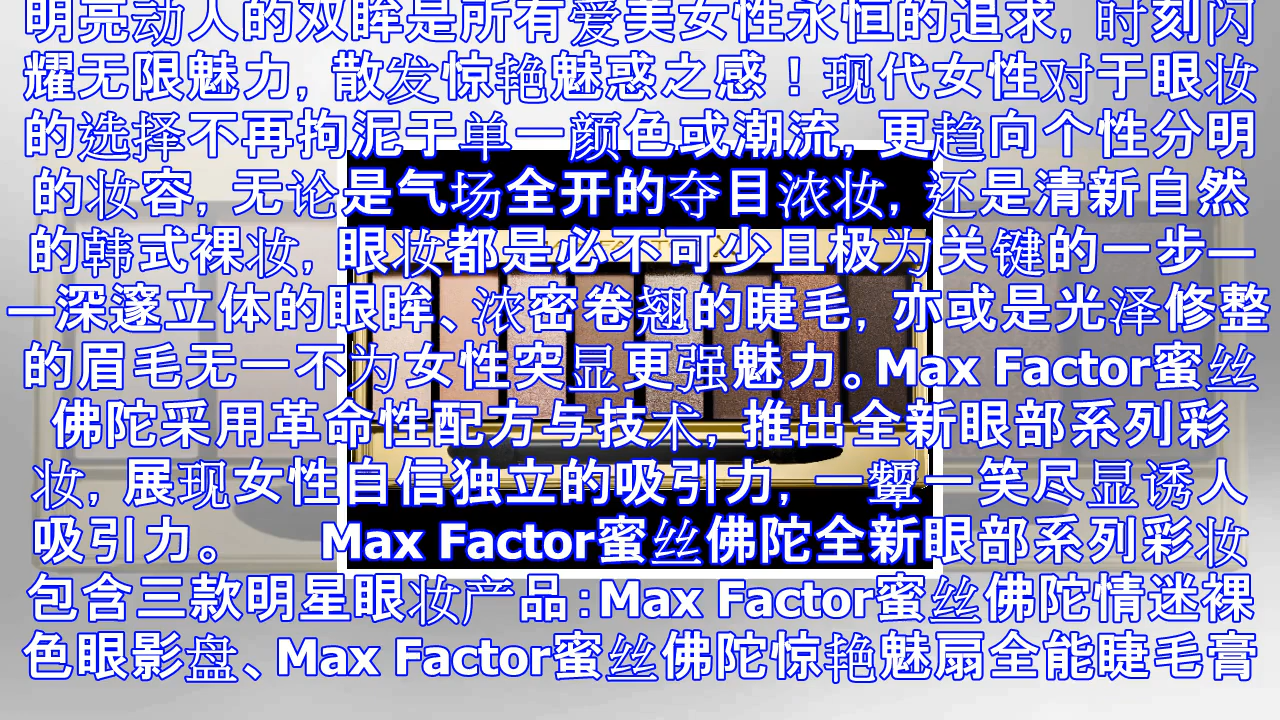 明亮动人的双眸是所有爱美女性永恒的追求, 时刻闪
耀无限魅力, 散发惊艳魅惑之感！现代女性对于眼妆
的选择不再拘泥于单一颜色或潮流, 更趋向个性分明
的妆容, 无论是气场全开的夺目浓妆, 还是清新自然
的韩式裸妆, 眼妆都是必不可少且极为关键的一步—
—深邃立体的眼眸、浓密卷翘的睫毛, 亦或是光泽修整
的眉毛无一不为女性突显更强魅力。Max Factor蜜丝
佛陀采用革命性配方与技术, 推出全新眼部系列彩
妆, 展现女性自信独立的吸引力, 一颦一笑尽显诱人
吸引力。 Max Factor蜜丝佛陀全新眼部系列彩妆
包含三款明星眼妆产品:Max Factor蜜丝佛陀情迷裸
色眼影盘、Max Factor蜜丝佛陀惊艳魅扇全能睫毛膏